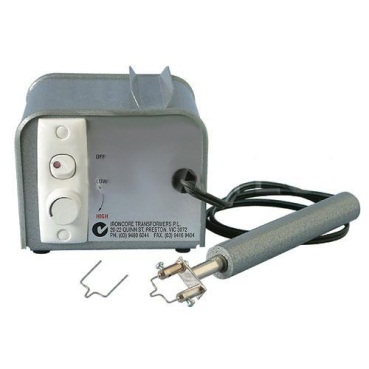 OFF
LOW
HIGH
IRONCORE TRANSFORMERS P.L.
20-22 QUINN ST, PRESTON, VIC 3072
PH. (03) 9480 6044 FAX. (03) 9416 9404